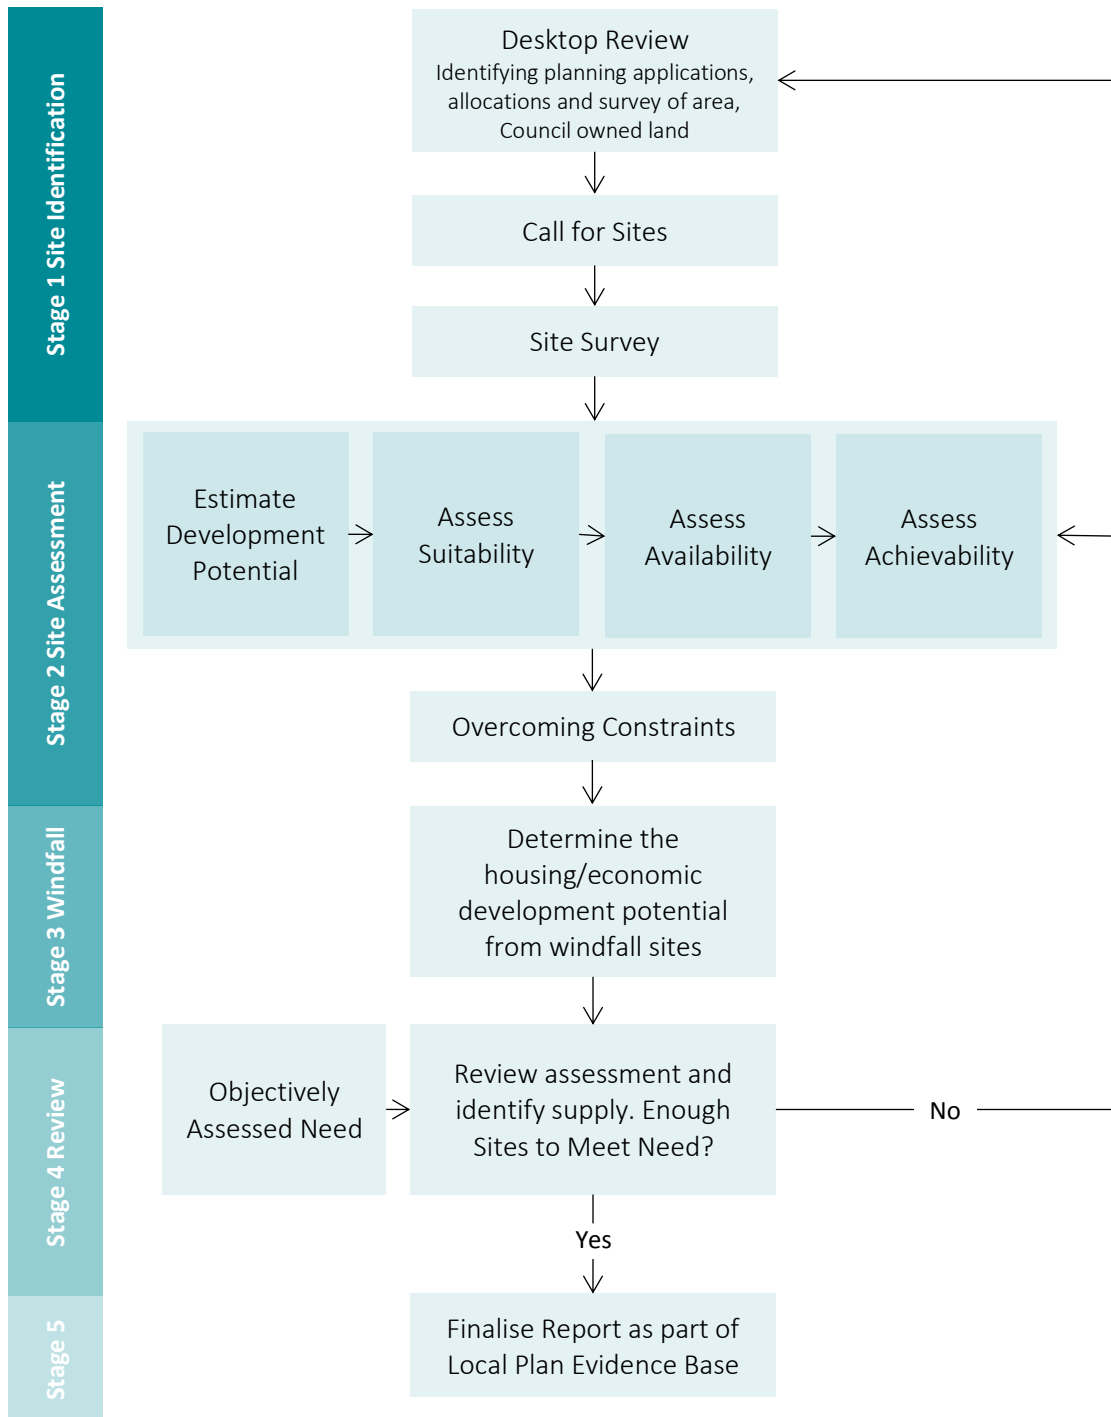 Stage 1 Site Identification
Desktop Review
Identifying planning applications,
allocations and survey of area,
Council owned land
Call for Sites
Site Survey
Stage 2 Site Assessment
Estimate
Development
Potential
Assess
Suitability
Assess
Availability
Assess
Achievability
Overcoming Constraints
Stage 3 Windfall
Determine the
housing/economic
development potential
from windfall sites
Stage 4 Review
Objectively
Assessed Need
Review assessment and
identify supply. Enough
Sites to Meet Need?
No
Yes
Stage 5
Finalise Report as part of
Local Plan Evidence Base